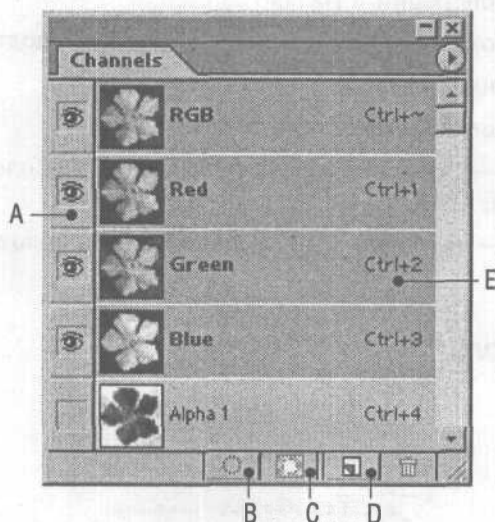 Channels
RGB Ctrl+~
A
Red Ctrl+1
Green Ctrl+2
E
Blue Ctrl+3
Alpha 1 Ctrl+4
B C D